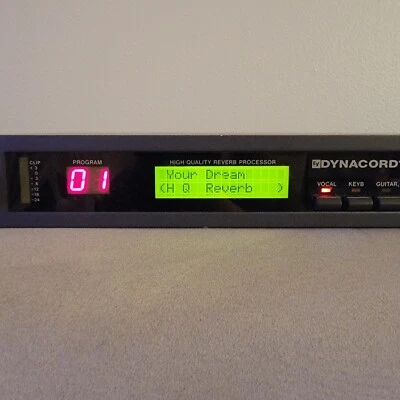 CLIP
PROGRAM
01
HIGH QUALITY REVERB PROCESSOR
Your Dream
(H Q Reverb )
DYNACORD
VOCAL KEYB GUITAR,